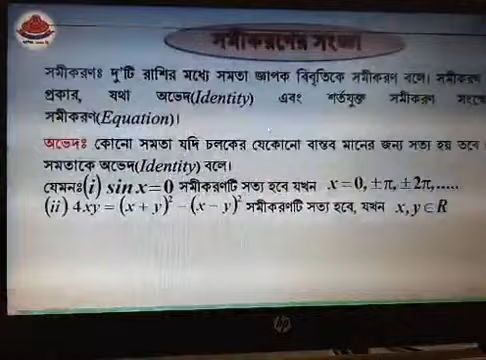 সমীকরণের সংজ্ঞা
সমীকরণঃ দু'টি রাশির মধ্যে সমতা জ্ঞাপক বিবৃতিকে সমীকরণ বলে। সমীকরণ
প্রকার, যথা অভেদ(Identity) এবং শর্তযুক্ত সমীকরণ সংক্ষে
সমীকরণ(Equation)।
অভেদঃ কোনো সমতা যদি চলকের যেকোনো বাস্তব মানের জন্য সত্য হয় তবে
সমতাকে অভেদ(Identity) বলে।
যেমনঃ(i) sin x=0 সমীকরণটি সত্য হবে যখন x=0, ±π, ±2π,.....
(ii) 4xy = (x + y)² − (x − y)² সমীকরণটি সত্য হবে, যখন x, y ∈ R
hp